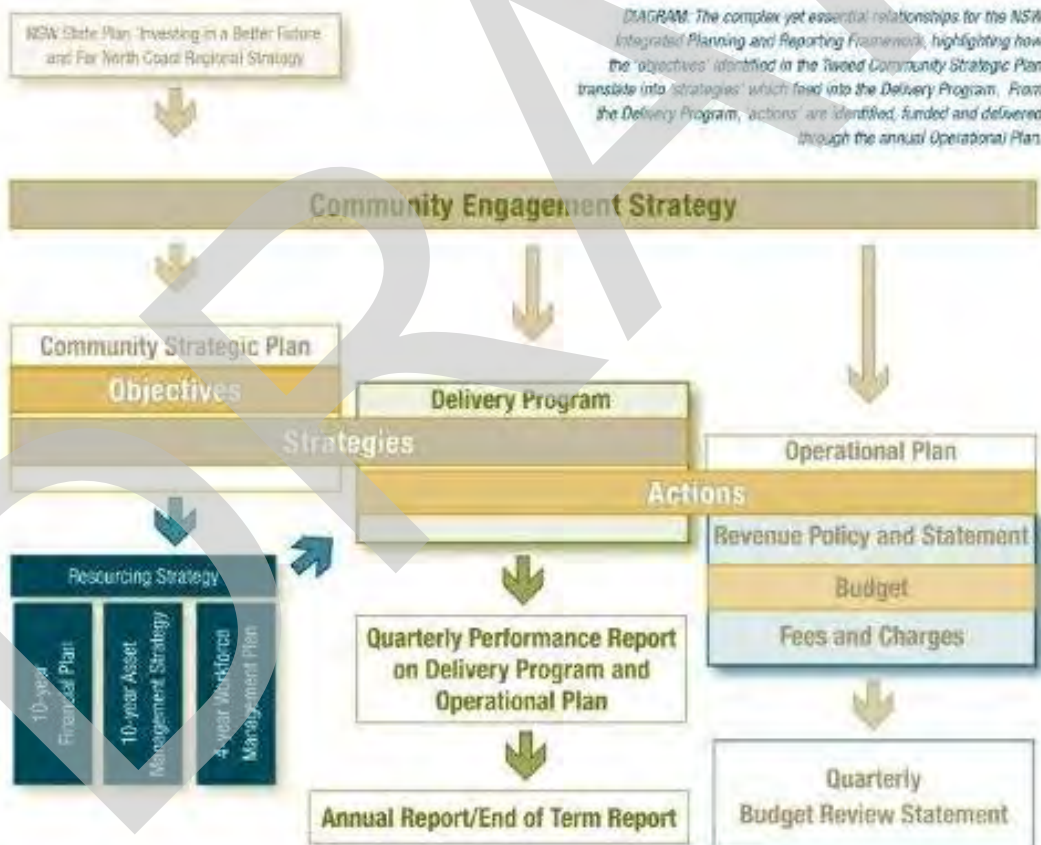 NSW State Plan 'Investing in a Better Future'
and Far North Coast Regional Strategy
DIAGRAM: The complex yet essential relationships for the NSW
Integrated Planning and Reporting Framework, highlighting how
the 'objectives' identified in the Tweed Community Strategic Plan
translate into 'strategies' which feed into the Delivery Program. From
the Delivery Program, 'actions' are identified, funded and delivered
through the annual Operational Plan.
Community Engagement Strategy
Community Strategic Plan
Objectives
Delivery Program
Strategies
Operational Plan
Actions
Revenue Policy and Statement
Budget
Fees and Charges
Resourcing Strategy
10-year
Financial Plan
10-year Asset
Management Strategy
4-year Workforce
Management Plan
Quarterly Performance Report
on Delivery Program and
Operational Plan
Annual Report/End of Term Report
Quarterly
Budget Review Statement